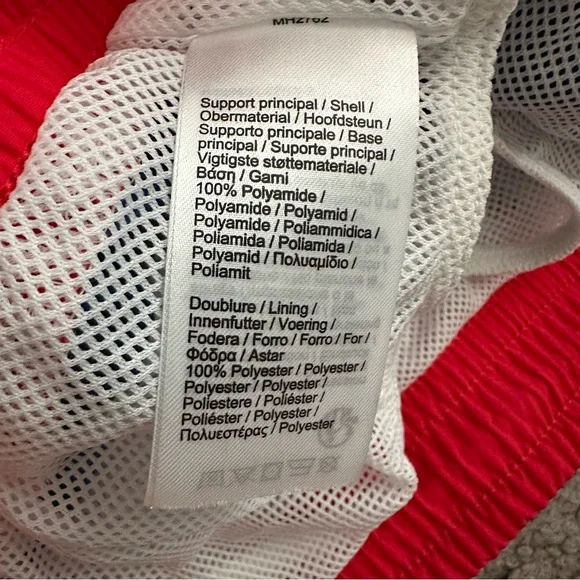 MH2762
Support principal / Shell /
Obermaterial / Hoofdsteun /
Supporto principale / Base
principal / Suporte principal /
Vigtigste støttemateriale /
Βάση / Gami
100% Polyamide /
Polyamide / Polyamid /
Polyamide / Poliammidica /
Poliamida / Poliamida /
Polyamid / Πολυαμίδιο /
Poliamit
Doublure / Lining /
Innenfutter / Voering /
Fodera / Forro / Forro / For /
Φόδρα / Astar
100% Polyester / Polyester /
Polyester / Polyester /
Poliestere / Poliéster /
Poliéster / Polyester /
Πολυεστέρας / Polyester